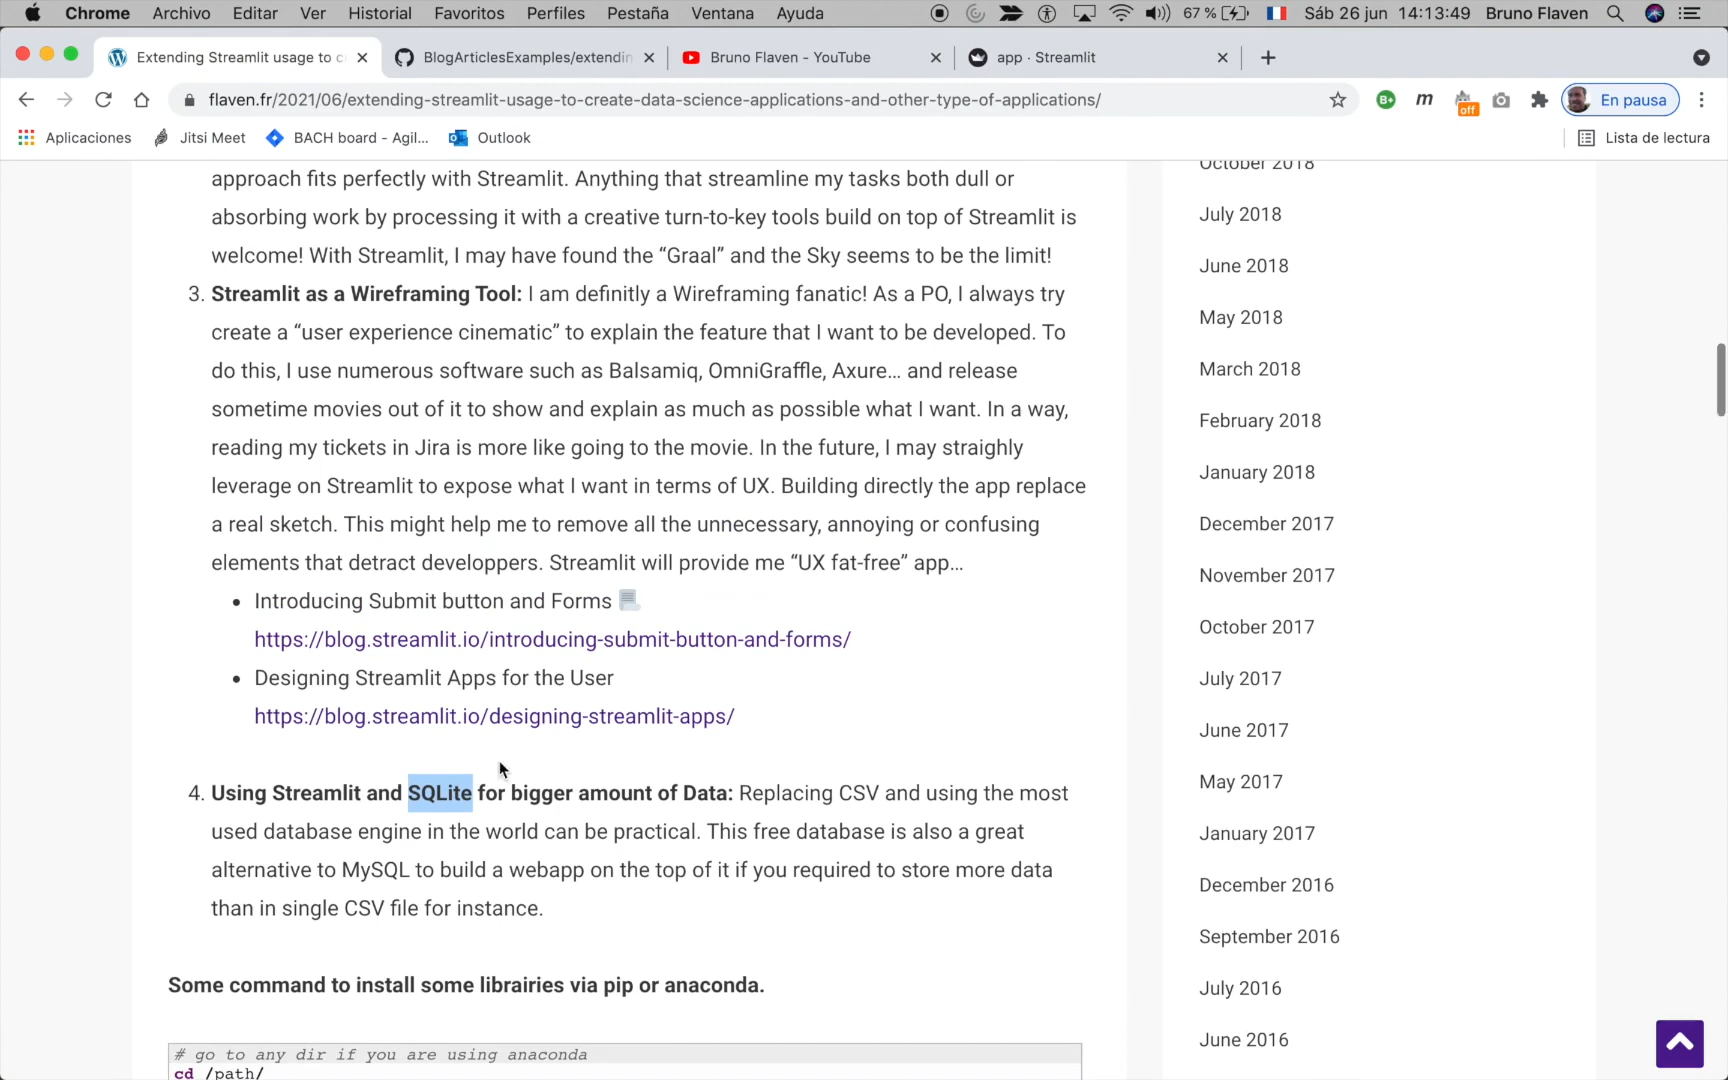 Chrome Archivo Editar Ver Historial Favoritos Perfiles Pestaña Ventana Ayuda 67 % Sáb 26 jun 14:13:49 Bruno Flaven
Extending Streamlit usage to c BlogArticlesExamples/extendin Bruno Flaven - YouTube app · Streamlit
flaven.fr/2021/06/extending-streamlit-usage-to-create-data-science-applications-and-other-type-of-applications/ B+ m off En pausa
Aplicaciones Jitsi Meet BACH board - Agil... Outlook Lista de lectura
approach fits perfectly with Streamlit. Anything that streamline my tasks both dull or
absorbing work by processing it with a creative turn-to-key tools build on top of Streamlit is
welcome! With Streamlit, I may have found the “Graal” and the Sky seems to be the limit!
3. Streamlit as a Wireframing Tool: I am definitly a Wireframing fanatic! As a PO, I always try
create a “user experience cinematic” to explain the feature that I want to be developed. To
do this, I use numerous software such as Balsamiq, OmniGraffle, Axure… and release
sometime movies out of it to show and explain as much as possible what I want. In a way,
reading my tickets in Jira is more like going to the movie. In the future, I may straighly
leverage on Streamlit to expose what I want in terms of UX. Building directly the app replace
a real sketch. This might help me to remove all the unnecessary, annoying or confusing
elements that detract developpers. Streamlit will provide me “UX fat-free” app…
• Introducing Submit button and Forms
https://blog.streamlit.io/introducing-submit-button-and-forms/
• Designing Streamlit Apps for the User
https://blog.streamlit.io/designing-streamlit-apps/
4. Using Streamlit and SQLite for bigger amount of Data: Replacing CSV and using the most
used database engine in the world can be practical. This free database is also a great
alternative to MySQL to build a webapp on the top of it if you required to store more data
than in single CSV file for instance.
Some command to install some librairies via pip or anaconda.
# go to any dir if you are using anaconda
cd /path/
October 2018
July 2018
June 2018
May 2018
March 2018
February 2018
January 2018
December 2017
November 2017
October 2017
July 2017
June 2017
May 2017
January 2017
December 2016
September 2016
July 2016
June 2016